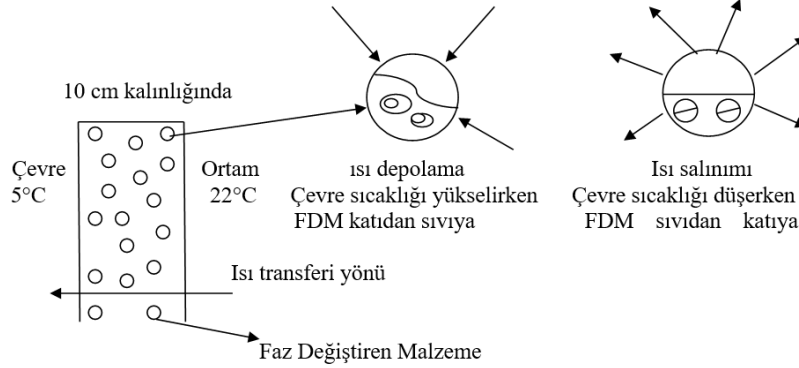 10 cm kalınlığında
Çevre
5°C
Ortam
22°C
ısı depolama
Çevre sıcaklığı yükselirken
FDM katıdan sıvıya
Isı salınımı
Çevre sıcaklığı düşerken
FDM sıvıdan katıya
Isı transferi yönü
Faz Değiştiren Malzeme